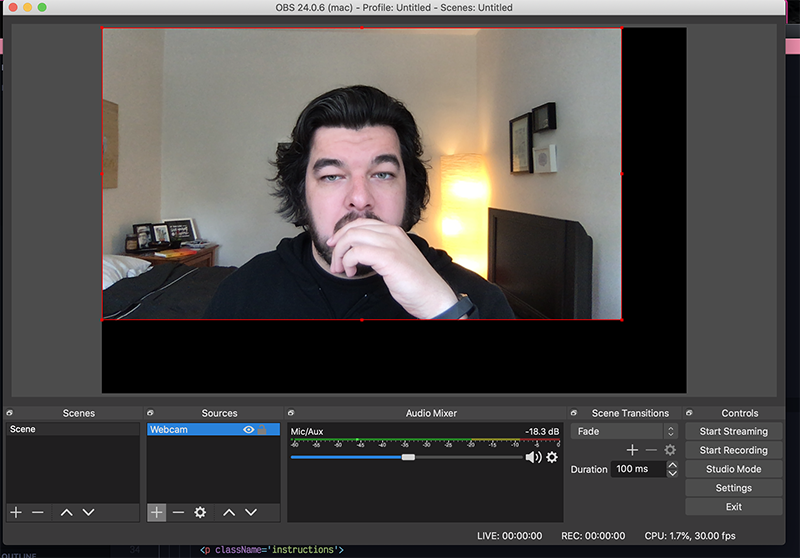 OBS 24.0.6 (mac) - Profile: Untitled - Scenes: Untitled
Scenes
Sources
Audio Mixer
Scene Transitions
Controls
Scene
Webcam
Mic/Aux
-18.3 dB
-60 -55 -50 -45 -40 -35 -30 -25 -20 -15 -10 -5 0
Fade
Duration
100 ms
Start Streaming
Start Recording
Studio Mode
Settings
Exit
LIVE: 00:00:00
REC: 00:00:00
CPU: 1.7%, 30.00 fps
OUTLINE
34
<p className='instructions'>